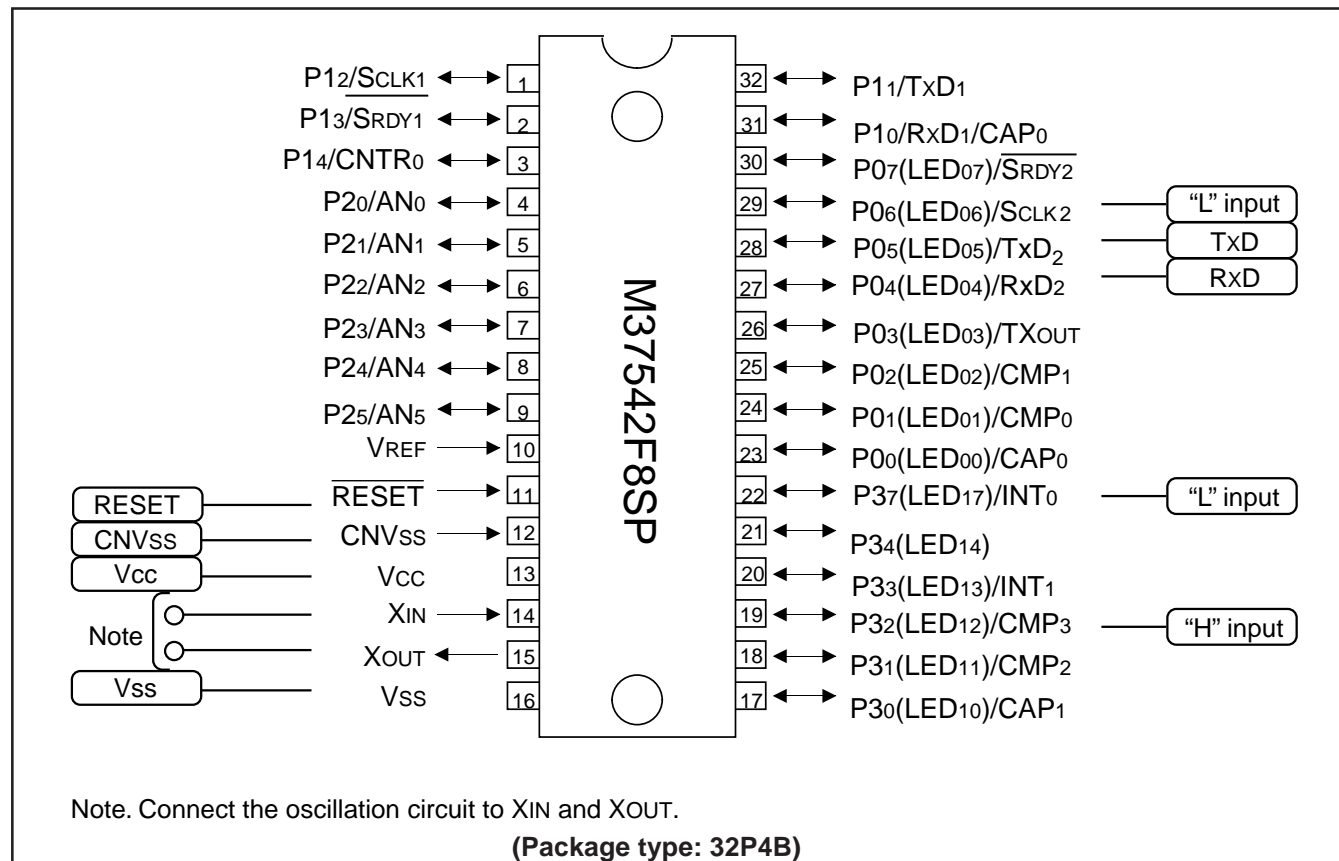 P12/SCLK1 1 32 P11/TXD1
P13/SRDY1 2 31 P10/RXD1/CAP0
P14/CNTR0 3 30 P07(LED07)/SRDY2
P20/AN0 4 29 P06(LED06)/SCLK2 "L" input
P21/AN1 5 28 P05(LED05)/TxD2 TXD
P22/AN2 6 27 P04(LED04)/RxD2 RXD
P23/AN3 7 26 P03(LED03)/TXOUT
P24/AN4 8 25 P02(LED02)/CMP1
P25/AN5 9 24 P01(LED01)/CMP0
VREF 10 23 P00(LED00)/CAP0
RESET RESET 11 22 P37(LED17)/INT0 "L" input
CNVSS CNVSS 12 21 P34(LED14)
Vcc VCC 13 20 P33(LED13)/INT1
XIN 14 19 P32(LED12)/CMP3 "H" input
Note
XOUT 15 18 P31(LED11)/CMP2
Vss VSS 16 17 P30(LED10)/CAP1
M37542F8SP
Note. Connect the oscillation circuit to XIN and XOUT.
(Package type: 32P4B)